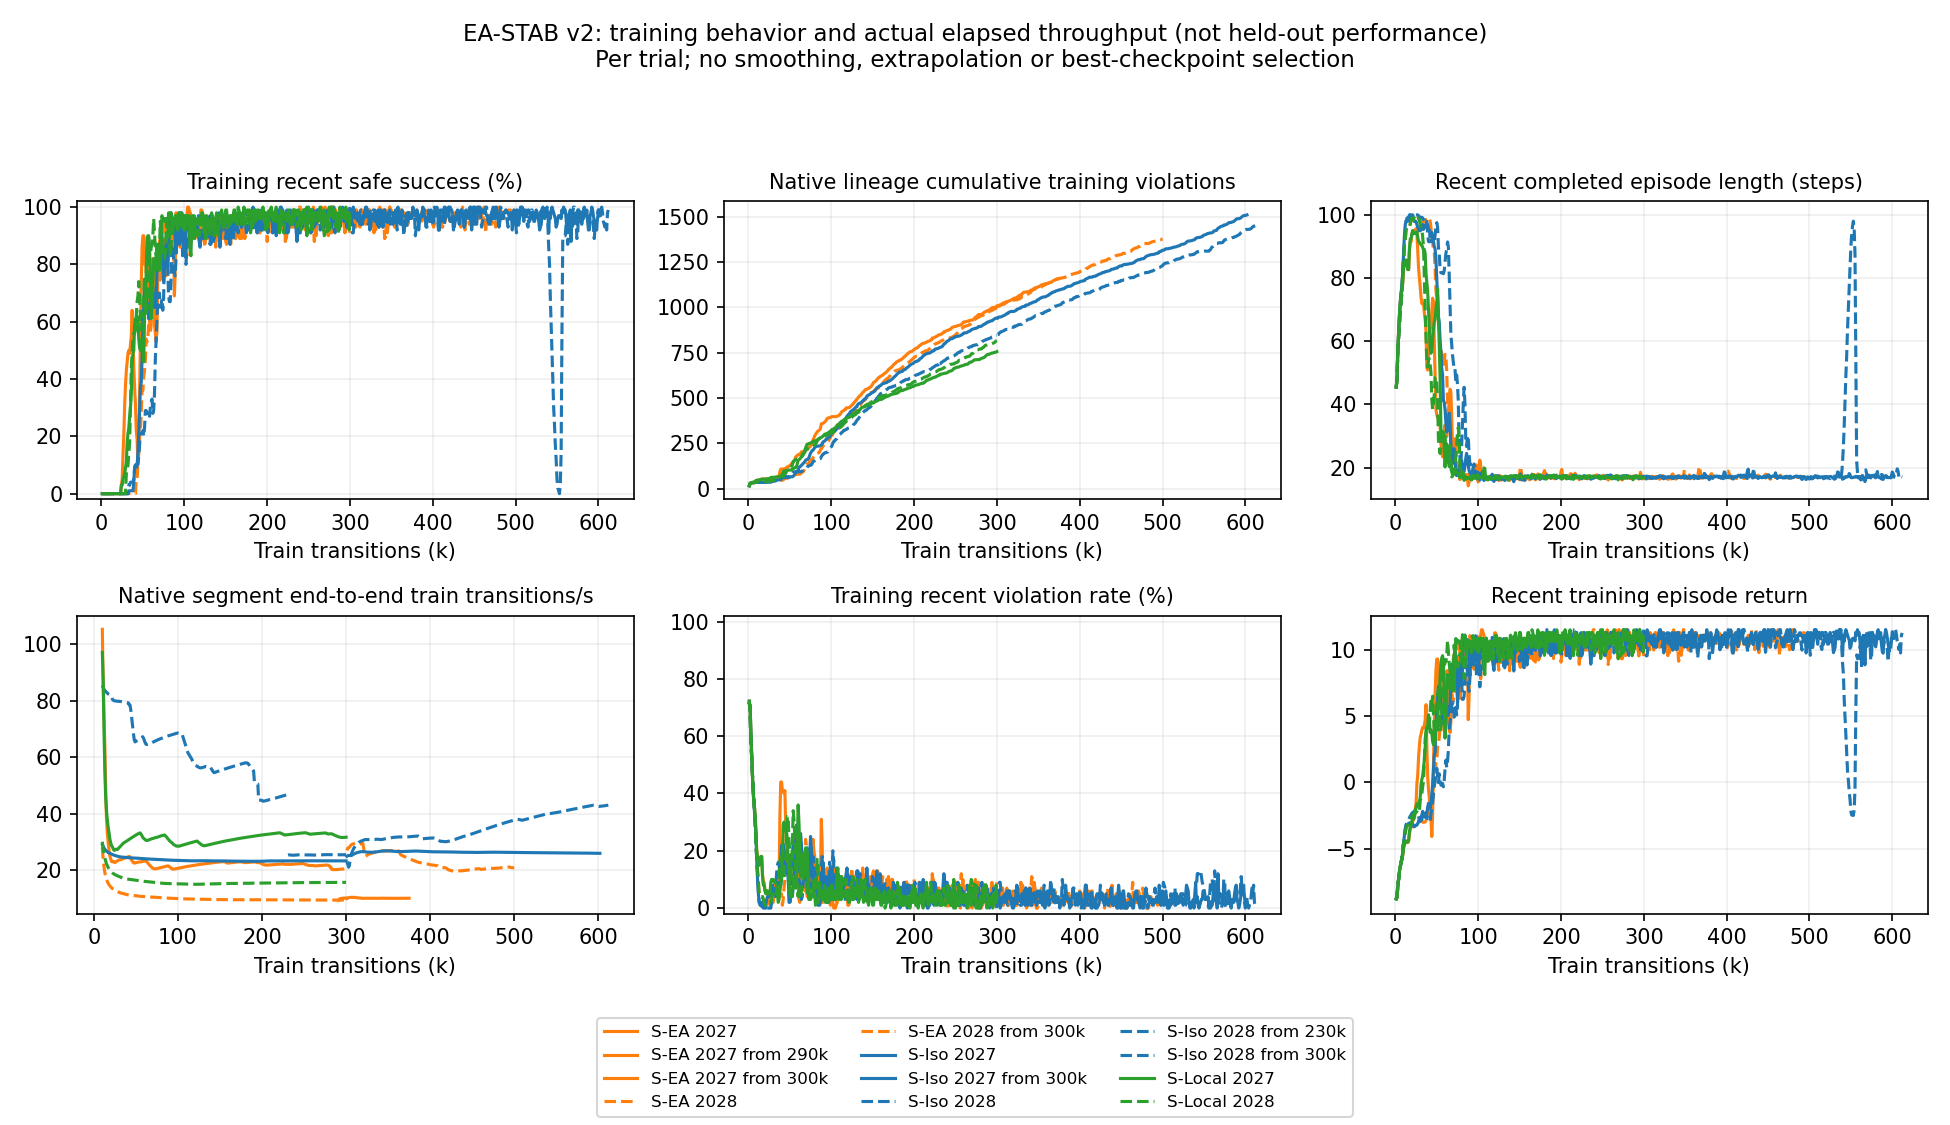 EA-STAB v2: training behavior and actual elapsed throughput (not held-out performance)
Per trial; no smoothing, extrapolation or best-checkpoint selection
Training recent safe success (%)
100
80
60
40
20
0
0 100 200 300 400 500 600
Train transitions (k)
Native lineage cumulative training violations
1500
1250
1000
750
500
250
0
0 100 200 300 400 500 600
Train transitions (k)
Recent completed episode length (steps)
100
80
60
40
20
0 100 200 300 400 500 600
Train transitions (k)
Native segment end-to-end train transitions/s
100
80
60
40
20
0 100 200 300 400 500 600
Train transitions (k)
Training recent violation rate (%)
100
80
60
40
20
0
0 100 200 300 400 500 600
Train transitions (k)
Recent training episode return
10
5
0
−5
0 100 200 300 400 500 600
Train transitions (k)
S-EA 2027
S-EA 2027 from 290k
S-EA 2027 from 300k
S-EA 2028
S-EA 2028 from 300k
S-Iso 2027
S-Iso 2027 from 300k
S-Iso 2028
S-Iso 2028 from 230k
S-Iso 2028 from 300k
S-Local 2027
S-Local 2028